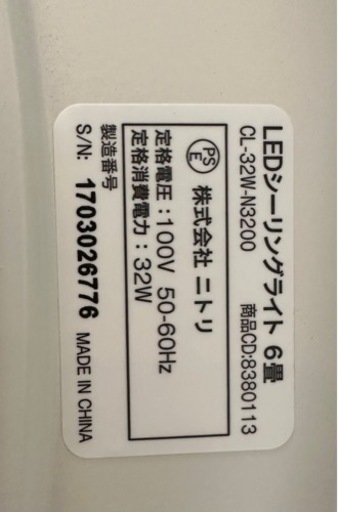 LEDシーリングライト 6畳
CL-32W-N3200 商品CD:8380113
PS E 株式会社 ニトリ
定格電圧:100V 50-60Hz
定格消費電力:32W
製造番号
S/N: 1703026776 MADE IN CHINA